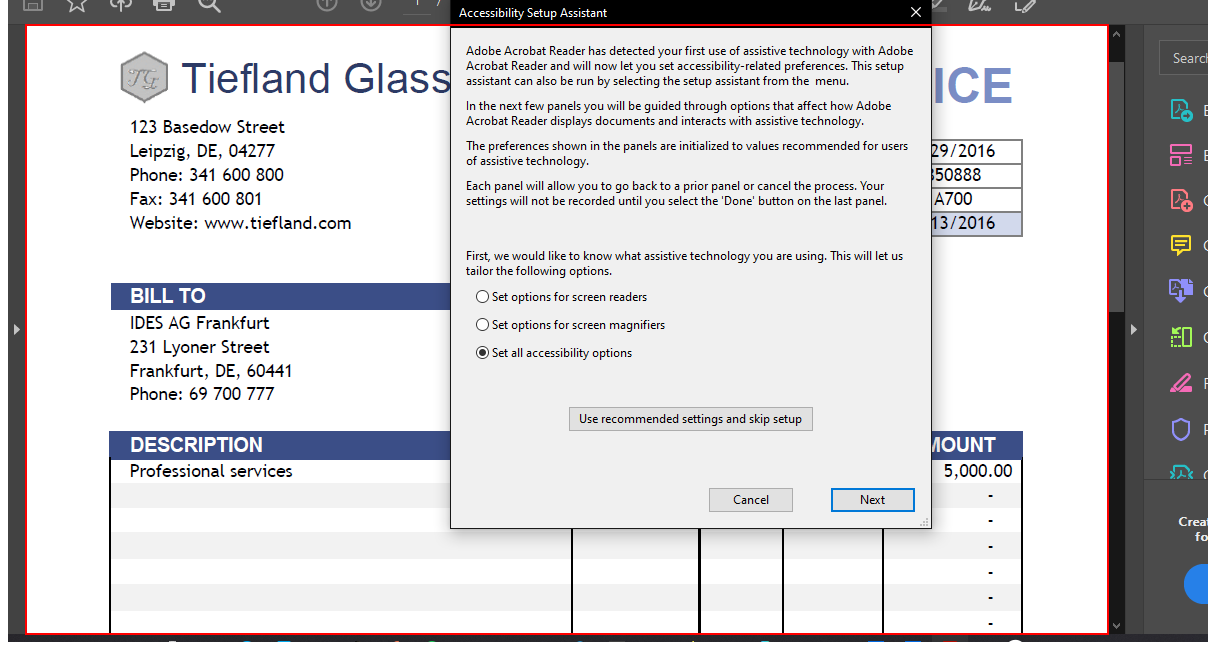 Accessibility Setup Assistant
Adobe Acrobat Reader has detected your first use of assistive technology with Adobe
Acrobat Reader and will now let you set accessibility-related preferences. This setup
assistant can also be run by selecting the setup assistant from the  menu.
In the next few panels you will be guided through options that affect how Adobe
Acrobat Reader displays documents and interacts with assistive technology.
The preferences shown in the panels are initialized to values recommended for users
of assistive technology.
Each panel will allow you to go back to a prior panel or cancel the process. Your
settings will not be recorded until you select the 'Done' button on the last panel.
First, we would like to know what assistive technology you are using. This will let us
tailor the following options.
Set options for screen readers
Set options for screen magnifiers
Set all accessibility options
Use recommended settings and skip setup
Cancel
Next
TG
Tiefland Glass
ICE
123 Basedow Street
Leipzig, DE, 04277
Phone: 341 600 800
Fax: 341 600 801
Website: www.tiefland.com
29/2016
50888
A700
13/2016
BILL TO
IDES AG Frankfurt
231 Lyoner Street
Frankfurt, DE, 60441
Phone: 69 700 777
DESCRIPTION
MOUNT
Professional services
5,000.00
-
-
-
-
-
-
Search